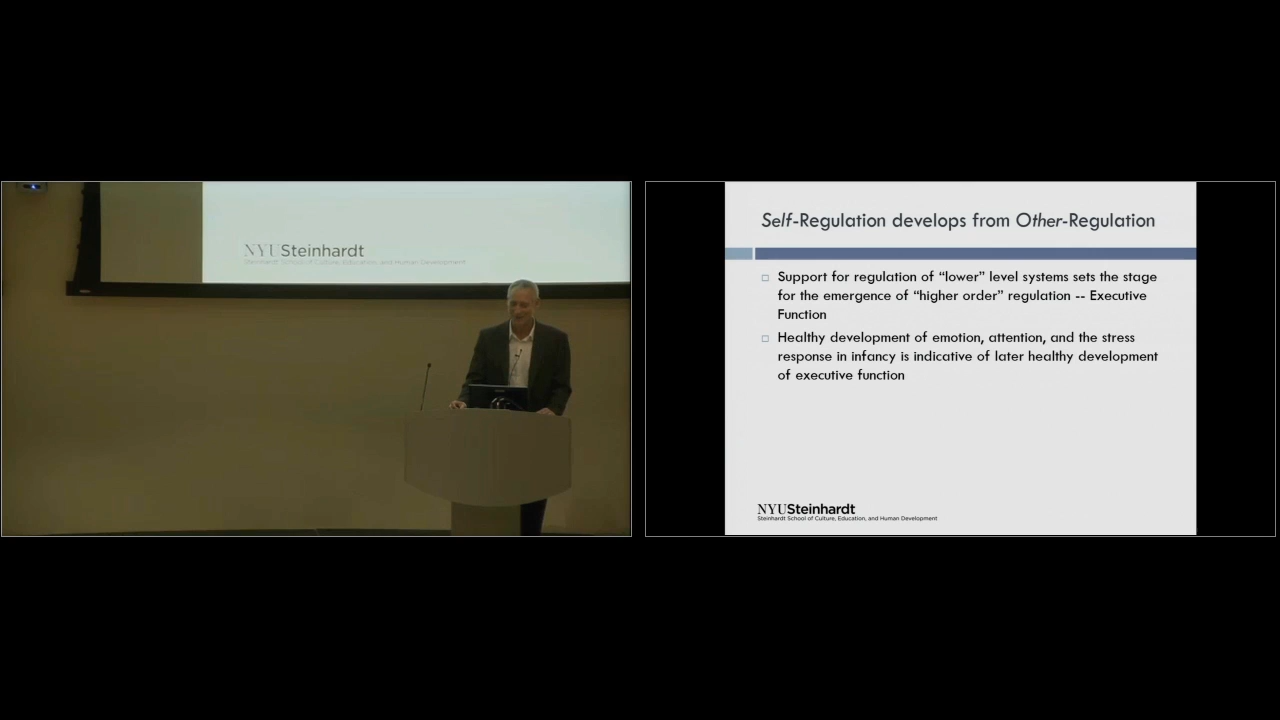 NYUSteinhardt
Steinhardt School of Culture, Education, and Human Development
Self-Regulation develops from Other-Regulation
Support for regulation of “lower” level systems sets the stage
for the emergence of “higher order” regulation -- Executive
Function
Healthy development of emotion, attention, and the stress
response in infancy is indicative of later healthy development
of executive function
NYUSteinhardt
Steinhardt School of Culture, Education, and Human Development